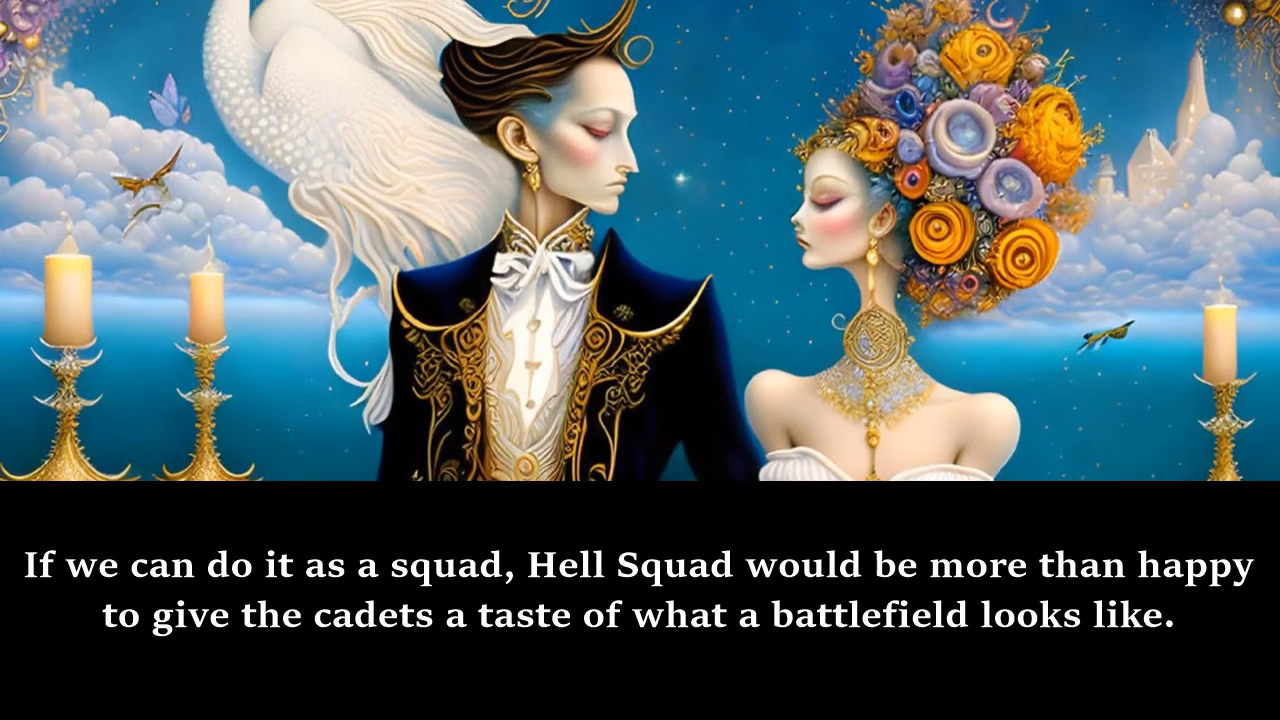 If we can do it as a squad, Hell Squad would be more than happy
to give the cadets a taste of what a battlefield looks like.